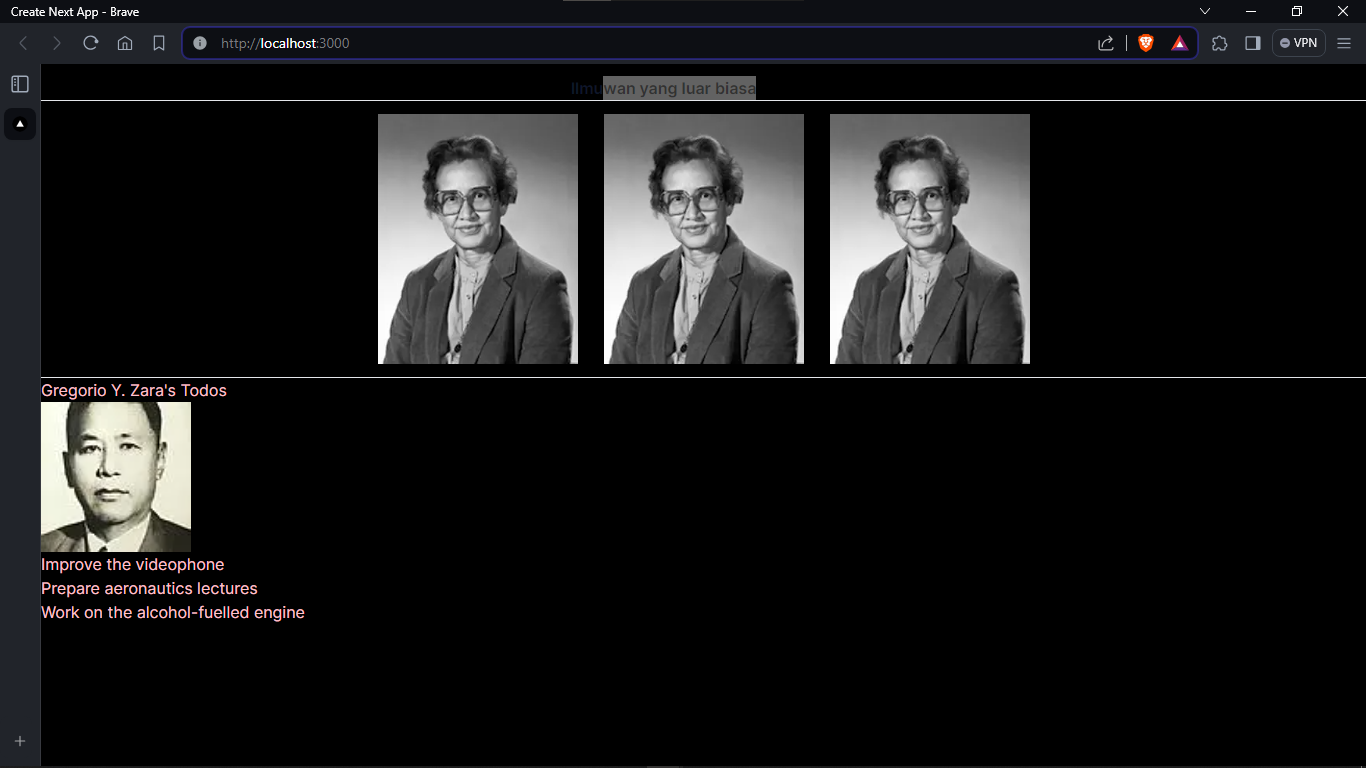 Create Next App - Brave
http://localhost:3000
VPN
Ilmuwan yang luar biasa
Gregorio Y. Zara's Todos
Improve the videophone
Prepare aeronautics lectures
Work on the alcohol-fuelled engine